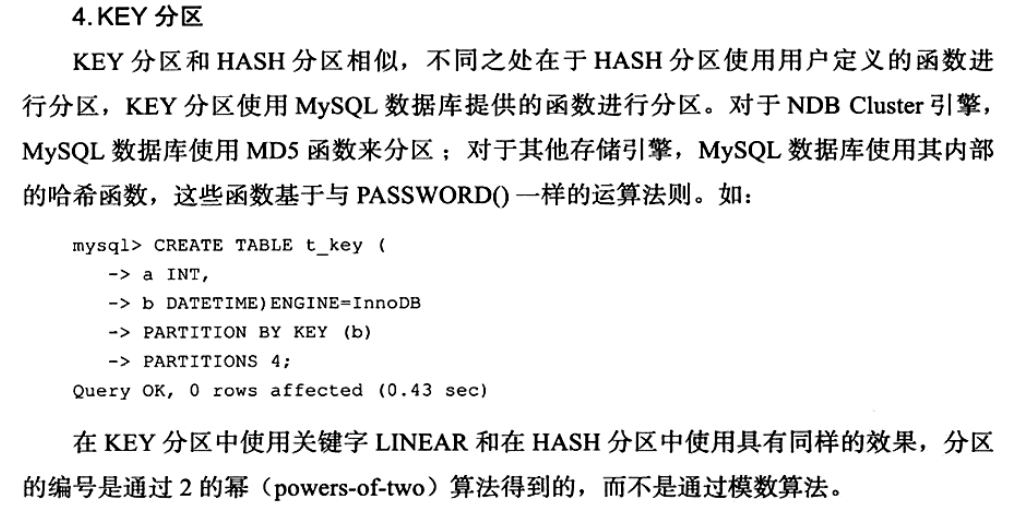 4. KEY 分区
KEY 分区和 HASH 分区相似，不同之处在于 HASH 分区使用用户定义的函数进
行分区，KEY 分区使用 MySQL 数据库提供的函数进行分区。对于 NDB Cluster 引擎，
MySQL 数据库使用 MD5 函数来分区；对于其他存储引擎，MySQL 数据库使用其内部
的哈希函数，这些函数基于与 PASSWORD() 一样的运算法则。如：
mysql> CREATE TABLE t_key (
-> a INT,
-> b DATETIME)ENGINE=InnoDB
-> PARTITION BY KEY (b)
-> PARTITIONS 4;
Query OK, 0 rows affected (0.43 sec)
在 KEY 分区中使用关键字 LINEAR 和在 HASH 分区中使用具有同样的效果，分区
的编号是通过 2 的幂（powers-of-two）算法得到的，而不是通过模数算法。